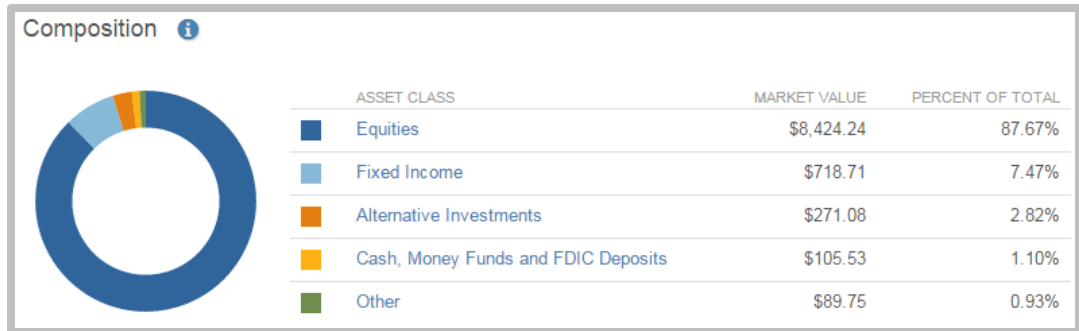 Composition
ASSET CLASS MARKET VALUE PERCENT OF TOTAL
Equities $8,424.24 87.67%
Fixed Income $718.71 7.47%
Alternative Investments $271.08 2.82%
Cash, Money Funds and FDIC Deposits $105.53 1.10%
Other $89.75 0.93%